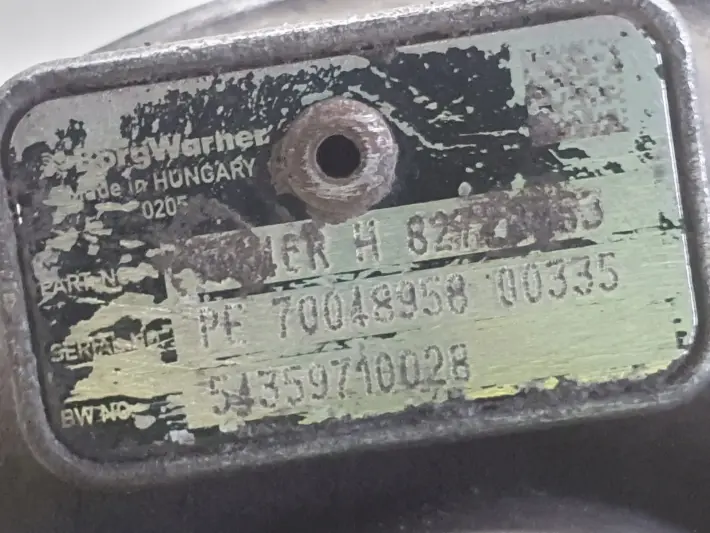 BorgWarner
Made in HUNGARY
0205
PART NO. H
SERIAL NO. PE 70048958 00335
BW NO. 54359710028